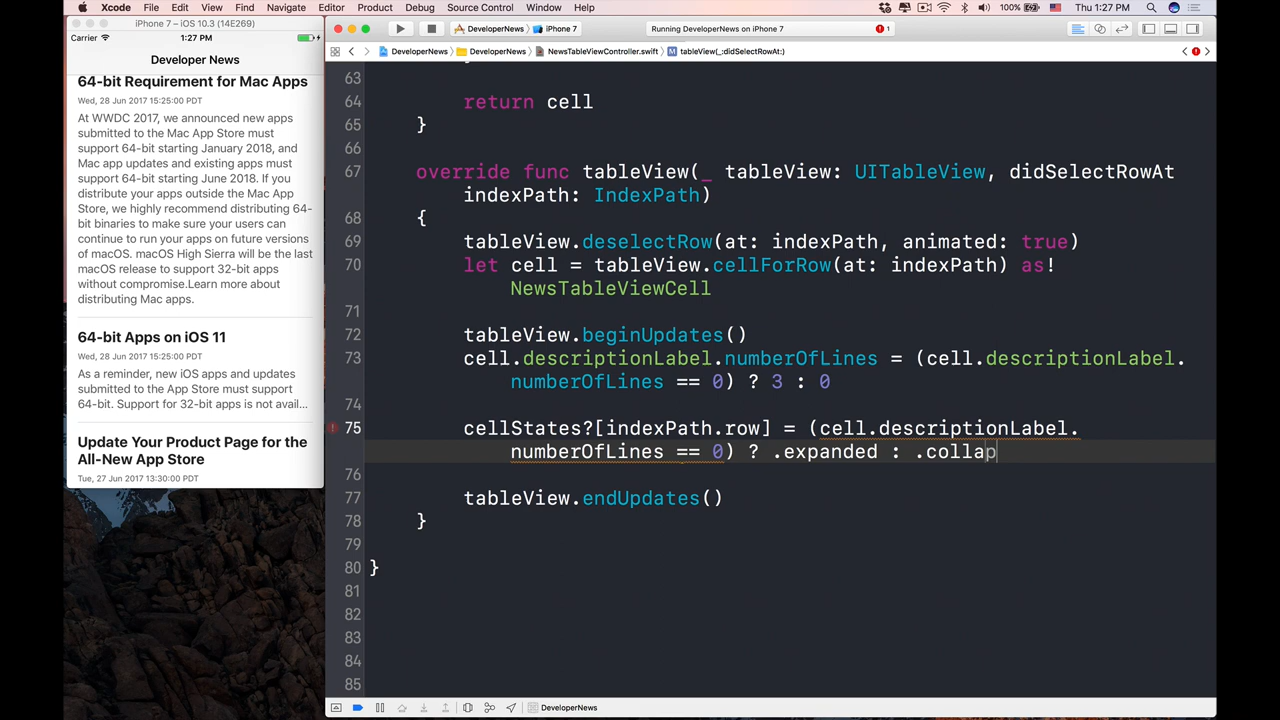 Xcode File Edit View Find Navigate Editor Product Debug Source Control Window Help 100% Thu 1:27 PM
iPhone 7 – iOS 10.3 (14E269)
Carrier 1:27 PM
Developer News
64-bit Requirement for Mac Apps
Wed, 28 Jun 2017 15:25:00 PDT
At WWDC 2017, we announced new apps
submitted to the Mac App Store must
support 64-bit starting January 2018, and
Mac app updates and existing apps must
support 64-bit starting June 2018. If you
distribute your apps outside the Mac App
Store, we highly recommend distributing 64-
bit binaries to make sure your users can
continue to run your apps on future versions
of macOS. macOS High Sierra will be the last
macOS release to support 32-bit apps
without compromise.Learn more about
distributing Mac apps.
64-bit Apps on iOS 11
Wed, 28 Jun 2017 15:25:00 PDT
As a reminder, new iOS apps and updates
submitted to the App Store must support
64-bit. Support for 32-bit apps is not avail...
Update Your Product Page for the
All-New App Store
Tue, 27 Jun 2017 13:30:00 PDT
DeveloperNews iPhone 7 Running DeveloperNews on iPhone 7 1
DeveloperNews DeveloperNews NewsTableViewController.swift M tableView(_:didSelectRowAt:)
63
64 return cell
65 }
66
67 override func tableView(_ tableView: UITableView, didSelectRowAt
indexPath: IndexPath)
68 {
69 tableView.deselectRow(at: indexPath, animated: true)
70 let cell = tableView.cellForRow(at: indexPath) as!
NewsTableViewCell
71
72 tableView.beginUpdates()
73 cell.descriptionLabel.numberOfLines = (cell.descriptionLabel.
numberOfLines == 0) ? 3 : 0
74
75 cellStates?[indexPath.row] = (cell.descriptionLabel.
numberOfLines == 0) ? .expanded : .collap
76
77 tableView.endUpdates()
78 }
79
80 }
81
82
83
84
85
DeveloperNews